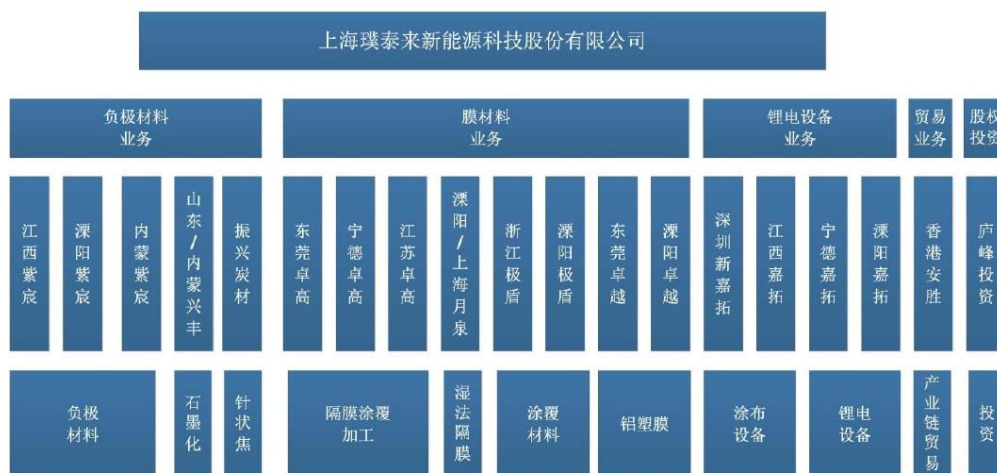 上海璞泰来新能源科技股份有限公司
负极材料
业务
膜材料
业务
锂电设备
业务
贸易
业务
股权
投资
江西紫宸
溧阳紫宸
内蒙紫宸
山东/内蒙兴丰
振兴炭材
东莞卓高
宁德卓高
江苏卓高
溧阳/上海月泉
浙江极盾
溧阳极盾
东莞卓越
溧阳卓越
深圳新嘉拓
江西嘉拓
宁德嘉拓
溧阳嘉拓
香港安胜
庐峰投资
负极
材料
石墨化
针状焦
隔膜涂覆
加工
湿法隔膜
涂覆
材料
铝塑膜
涂布
设备
锂电
设备
产业链贸易
投资